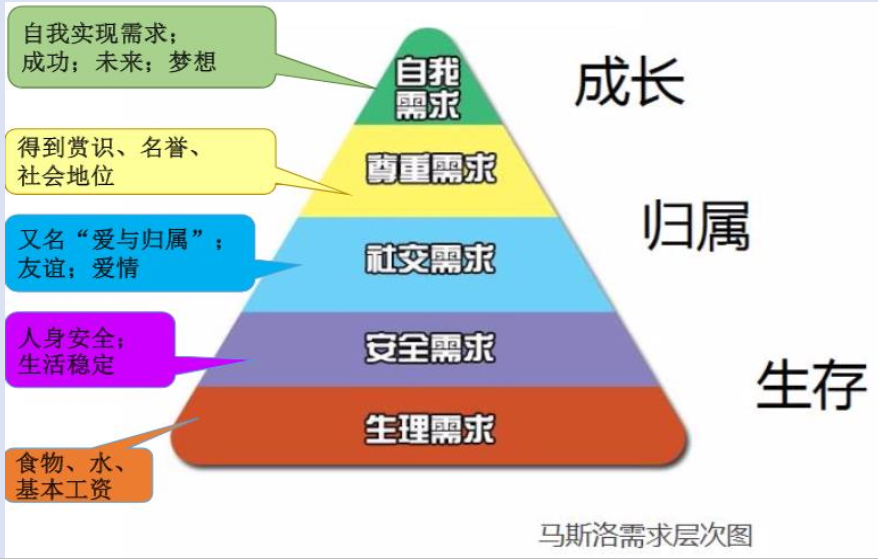 自我实现需求；
成功；未来；梦想
自我
需求
成长
得到赏识、名誉、
社会地位
尊重需求
归属
又名“爱与归属”；
友谊；爱情
社交需求
人身安全；
生活稳定
安全需求
生存
食物、水、
基本工资
生理需求
马斯洛需求层次图